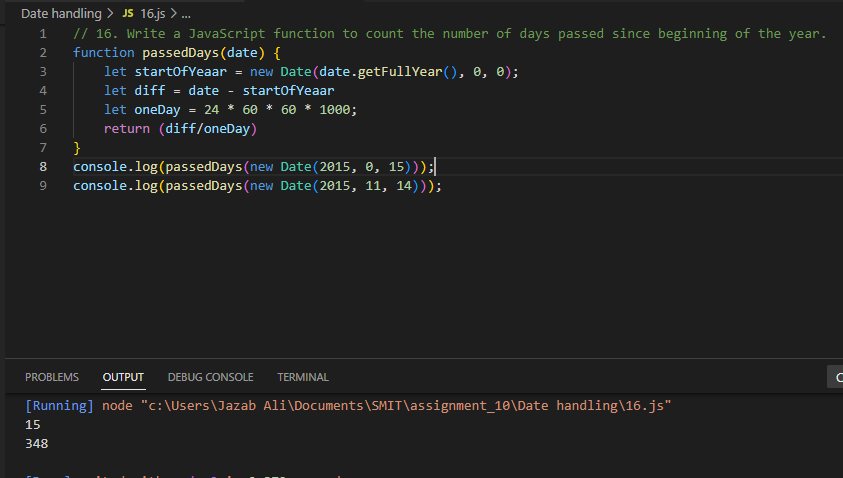 Date handling > JS 16.js > ...
1 // 16. Write a JavaScript function to count the number of days passed since beginning of the year.
2 function passedDays(date) {
3 let startOfYeaar = new Date(date.getFullYear(), 0, 0);
4 let diff = date - startOfYeaar
5 let oneDay = 24 * 60 * 60 * 1000;
6 return (diff/oneDay)
7 }
8 console.log(passedDays(new Date(2015, 0, 15)));
9 console.log(passedDays(new Date(2015, 11, 14)));
PROBLEMS OUTPUT DEBUG CONSOLE TERMINAL
[Running] node "c:\Users\Jazab Ali\Documents\SMIT\assignment_10\Date handling\16.js"
15
348